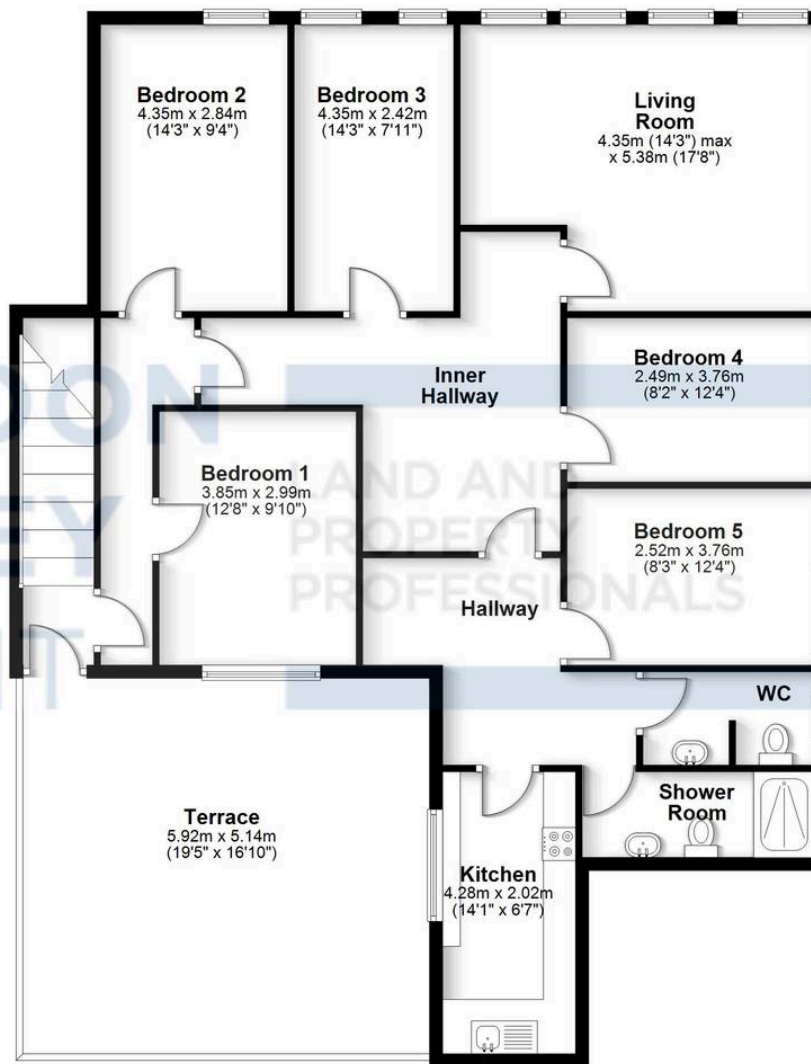 Bedroom 2
4.35m x 2.84m
(14'3" x 9'4")
Bedroom 3
4.35m x 2.42m
(14'3" x 7'11")
Living
Room
4.35m (14'3") max
x 5.38m (17'8")
Inner
Hallway
Bedroom 4
2.49m x 3.76m
(8'2" x 12'4")
Bedroom 1
3.85m x 2.99m
(12'8" x 9'10")
Bedroom 5
2.52m x 3.76m
(8'3" x 12'4")
LAND AND
PROPERTY
PROFESSIONALS
Hallway
WC
Shower
Room
Terrace
5.92m x 5.14m
(19'5" x 16'10")
Kitchen
4.28m x 2.02m
(14'1" x 6'7")